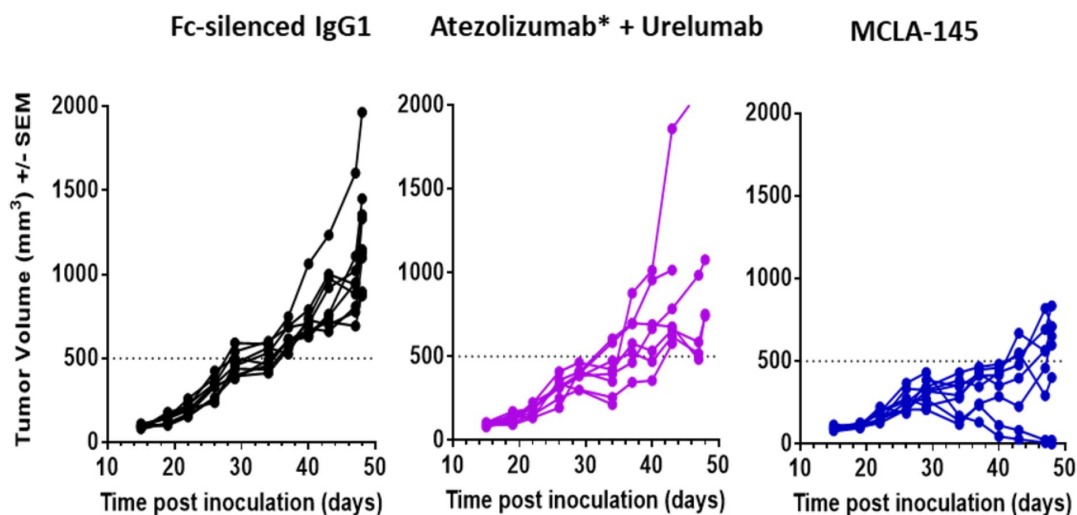 Fc-silenced IgG1
Atezolizumab* + Urelumab
MCLA-145
Tumor Volume (mm³) +/- SEM
2000
1500
1000
500
0
10 20 30 40 50
Time post inoculation (days)
2000
1500
1000
500
0
10 20 30 40 50
Time post inoculation (days)
2000
1500
1000
500
0
10 20 30 40 50
Time post inoculation (days)